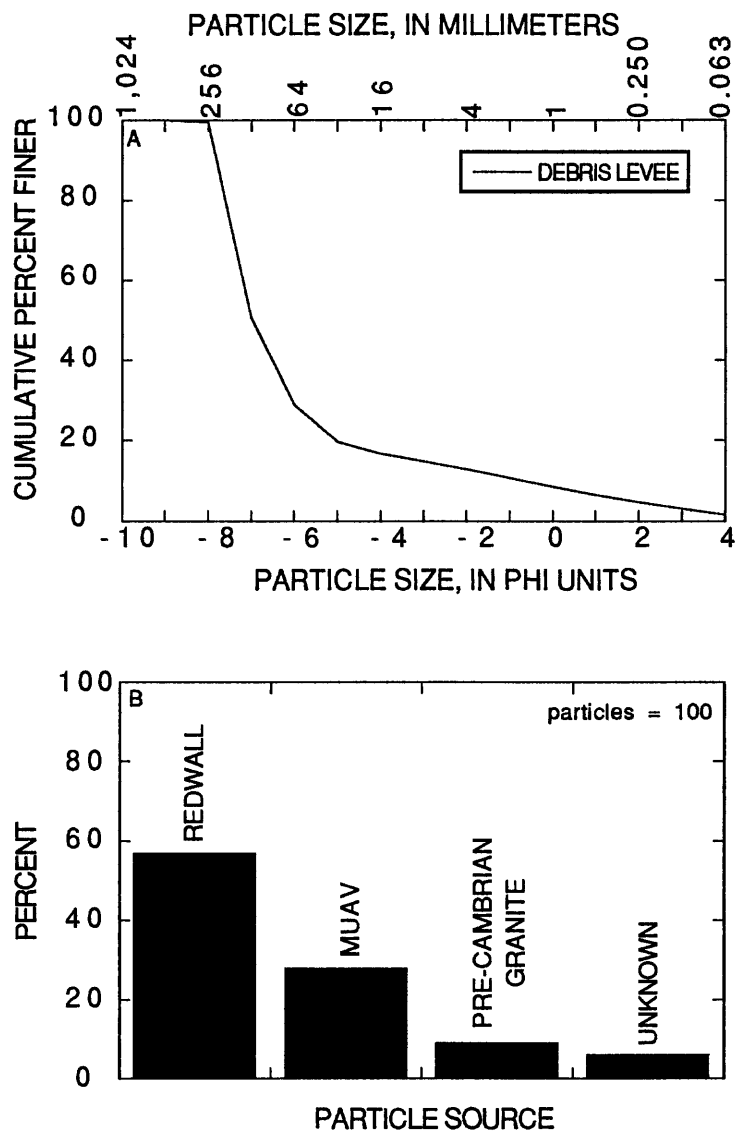 PARTICLE SIZE, IN MILLIMETERS
1,024 256 64 16 4 1 0.250 0.063
A
DEBRIS LEVEE
CUMULATIVE PERCENT FINER
100
80
60
40
20
0
-10 -8 -6 -4 -2 0 2 4
PARTICLE SIZE, IN PHI UNITS
B
particles = 100
PERCENT
100
80
60
40
20
0
REDWALL
MUAV
PRE-CAMBRIAN
GRANITE
UNKNOWN
PARTICLE SOURCE